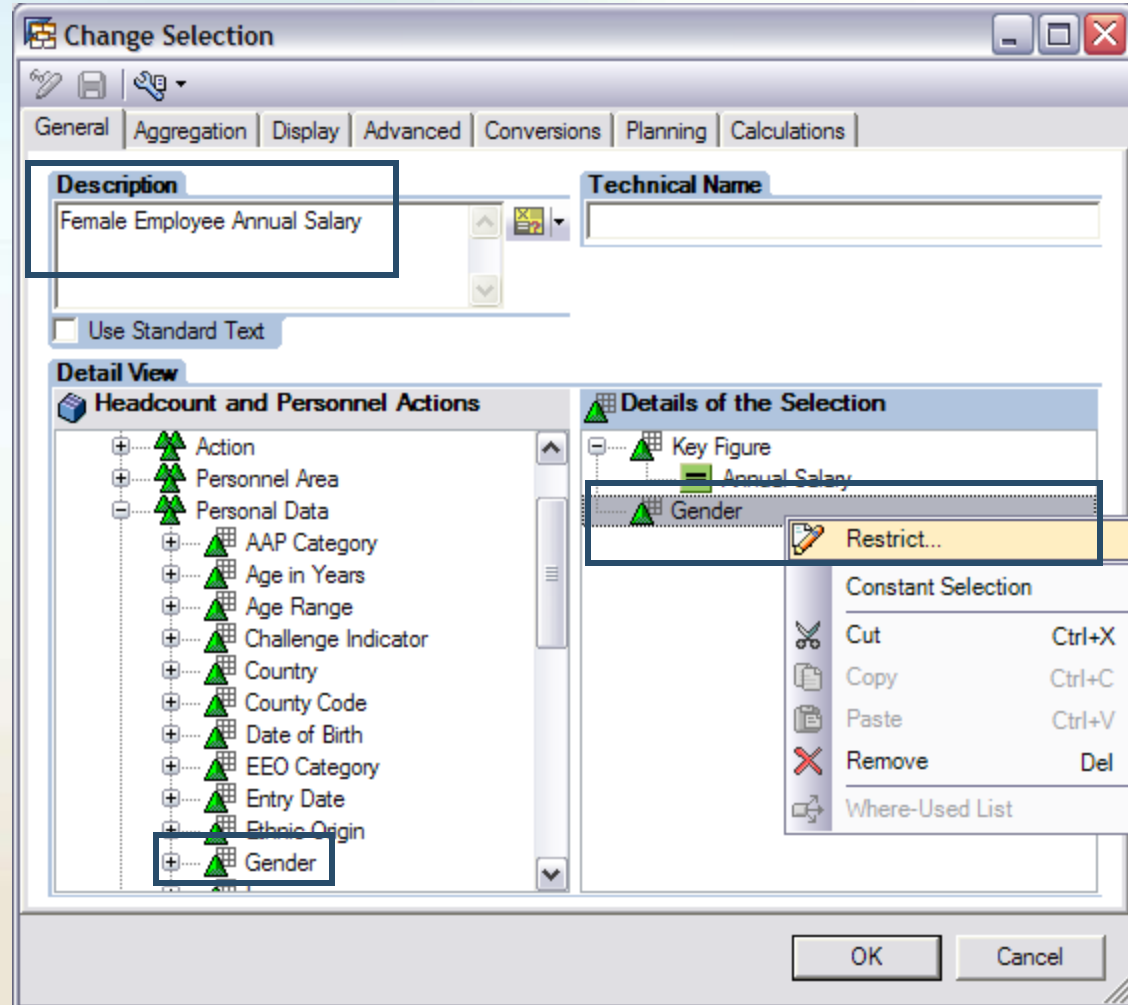 Change Selection
General Aggregation Display Advanced Conversions Planning Calculations
Description
Technical Name
Female Employee Annual Salary
Use Standard Text
Detail View
Headcount and Personnel Actions
Action
Personnel Area
Personal Data
AAP Category
Age in Years
Age Range
Challenge Indicator
Country
County Code
Date of Birth
EEO Category
Entry Date
Ethnic Origin
Gender
Details of the Selection
Key Figure
Annual Salary
Gender
Restrict...
Constant Selection
Cut Ctrl+X
Copy Ctrl+C
Paste Ctrl+V
Remove Del
Where-Used List
OK Cancel